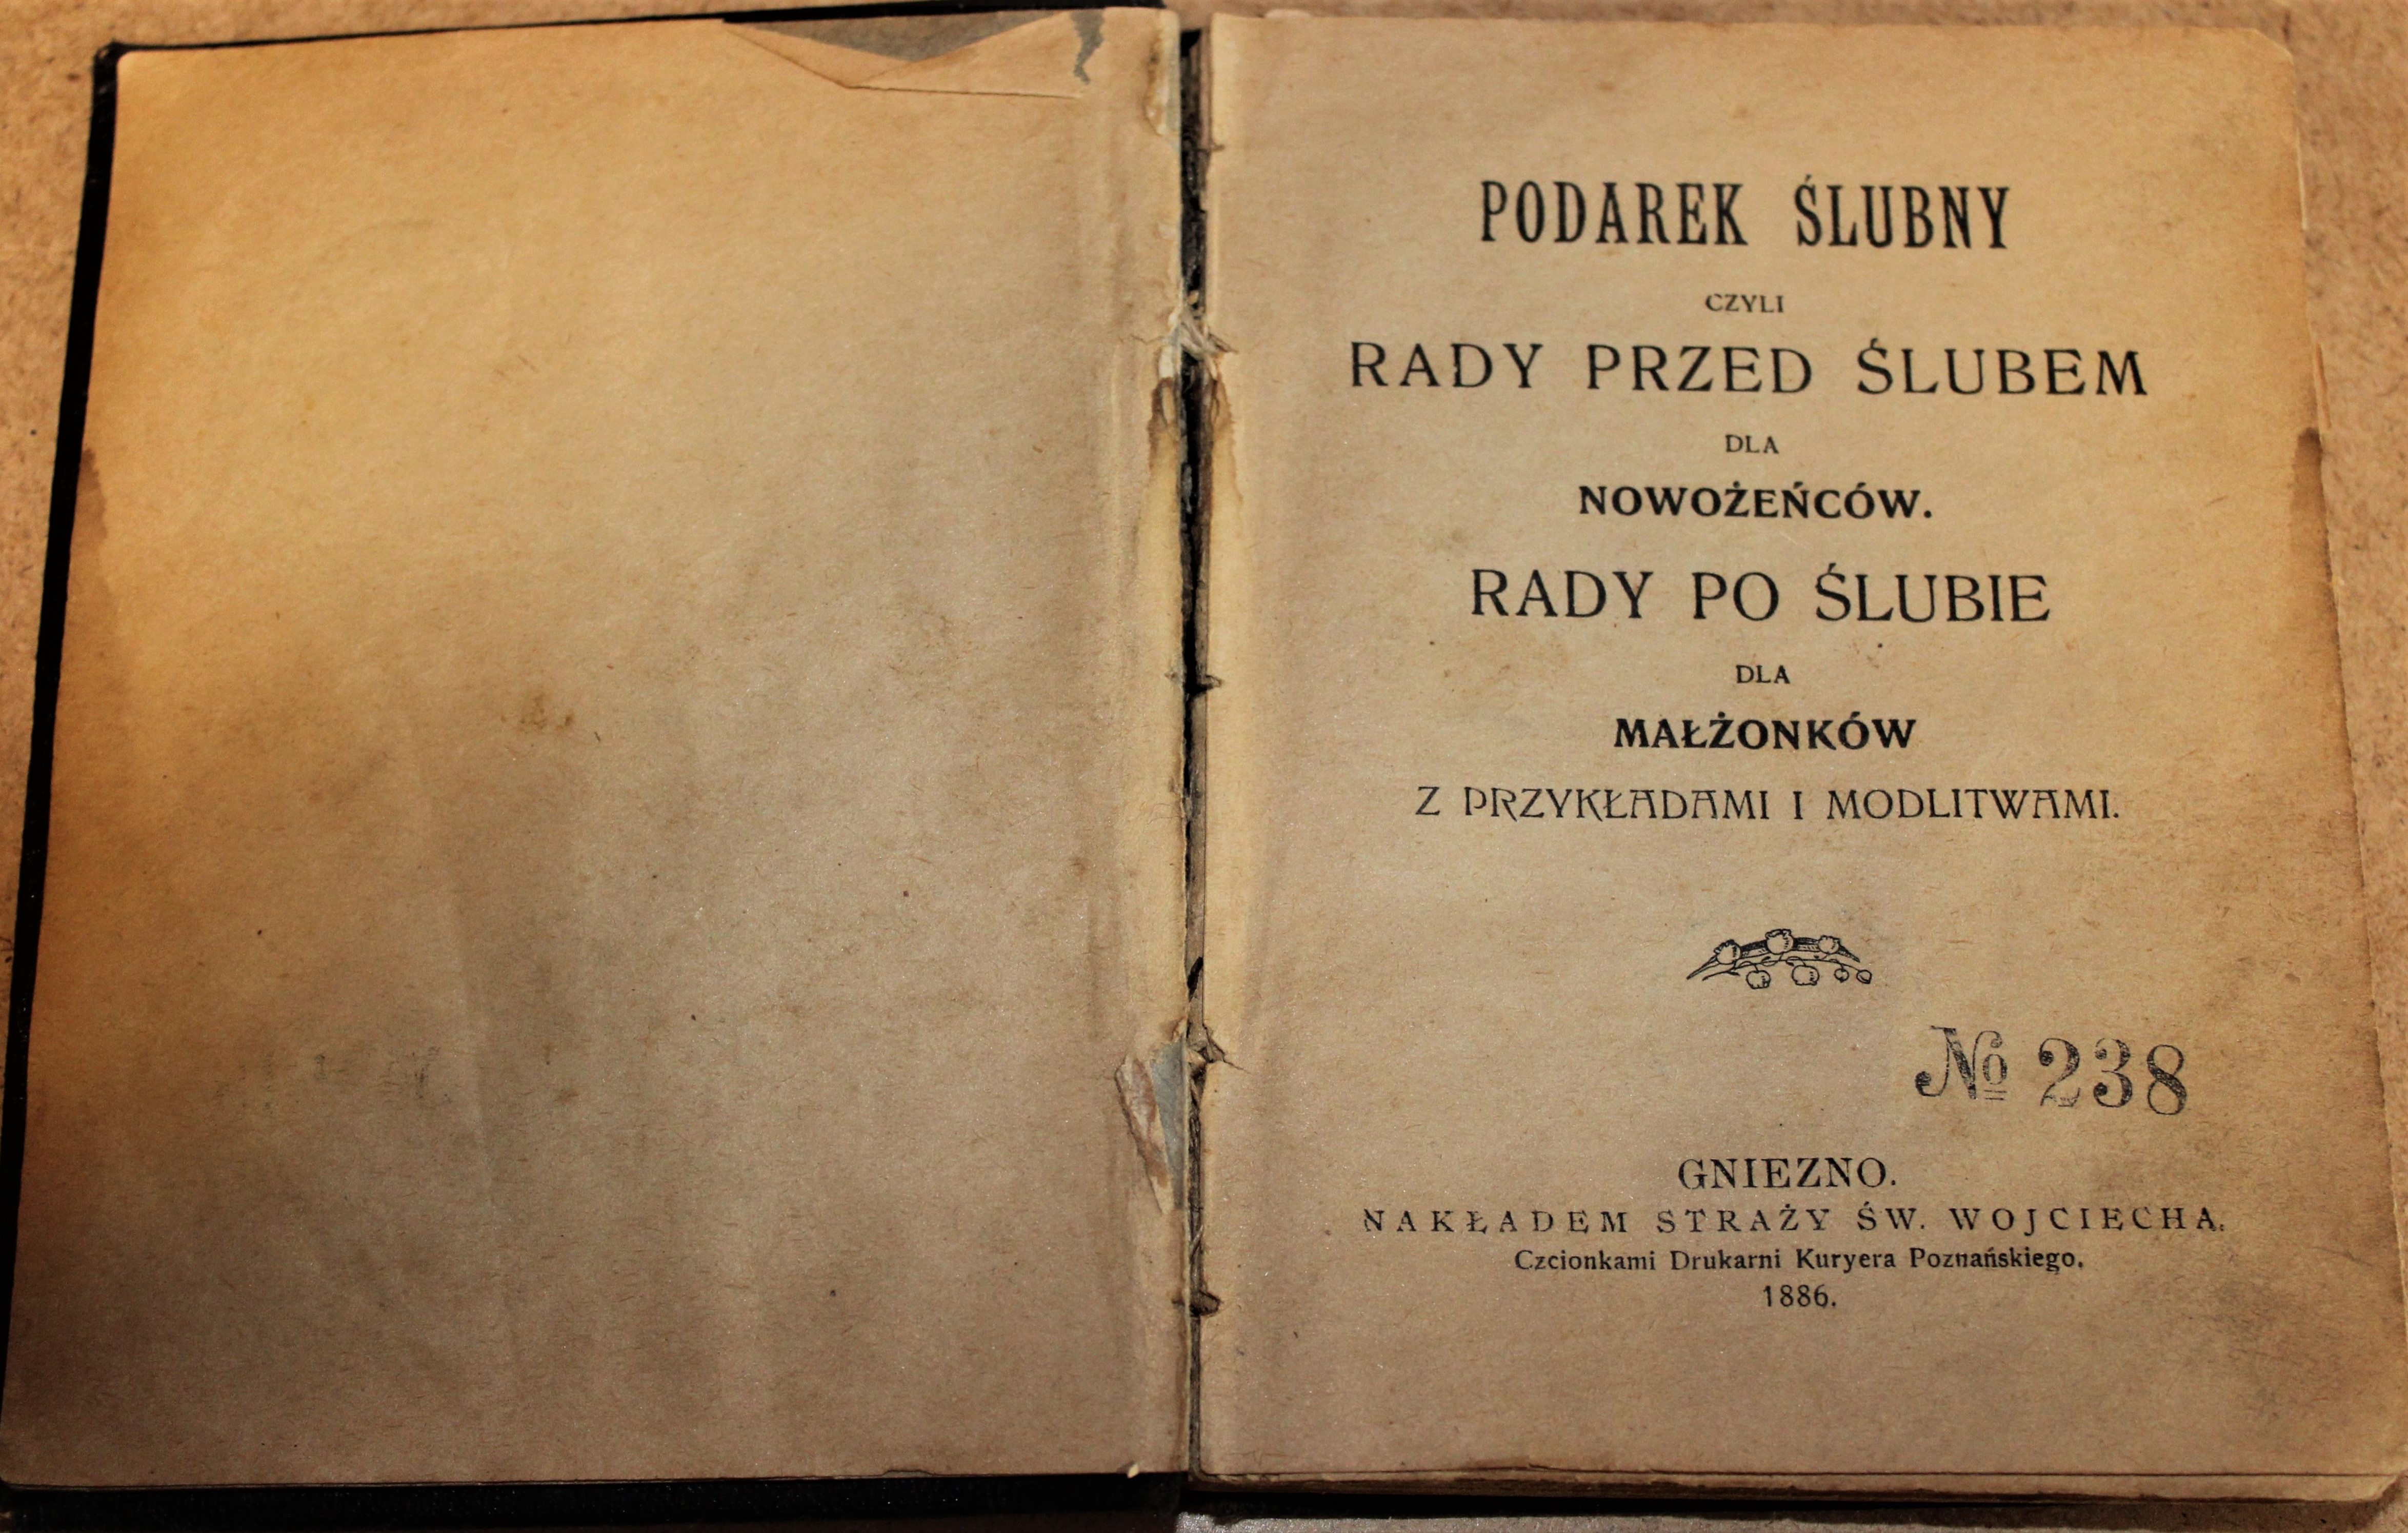 PODAREK ŚLUBNY
CZYLI
RADY PRZED ŚLUBEM
DLA
NOWOŻEŃCÓW.
RADY PO ŚLUBIE
DLA
MAŁŻONKÓW
Z PRZYKŁADAMI I MODLITWAMI.
№ 238
GNIEZNO.
NAKŁADEM STRAŻY ŚW. WOJCIECHA.
Czcionkami Drukarni Kuryera Poznańskiego.
1886.